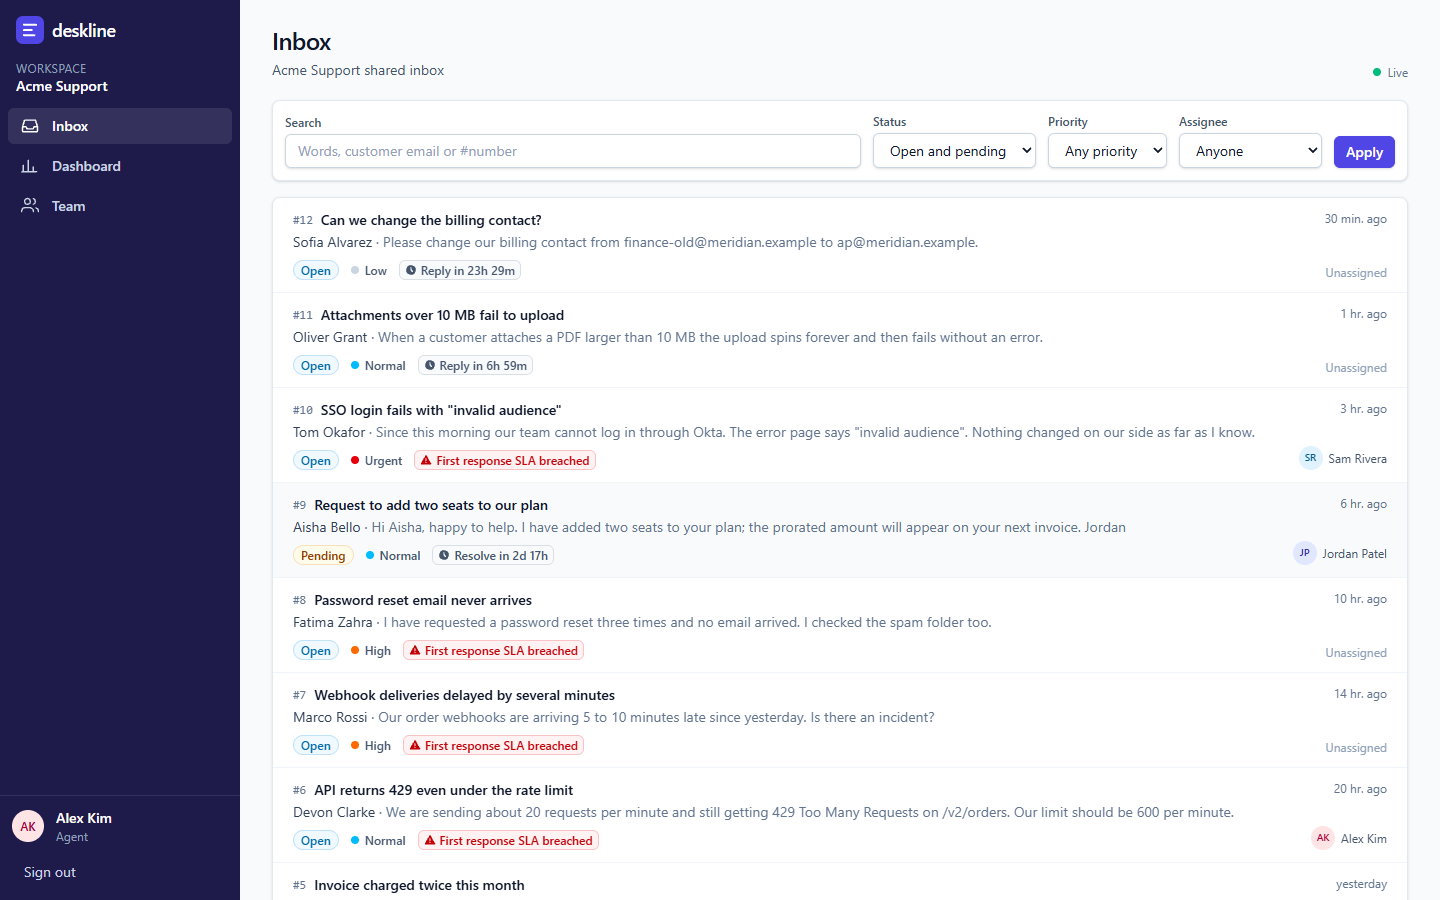 deskline
WORKSPACE
Acme Support
Inbox
Dashboard
Team
AK
Alex Kim
Agent
Sign out
Inbox
Acme Support shared inbox
Live
Search
Words, customer email or #number
Status
Open and pending
Priority
Any priority
Assignee
Anyone
Apply
#12 Can we change the billing contact?
30 min. ago
Sofia Alvarez · Please change our billing contact from finance-old@meridian.example to ap@meridian.example.
Open Low Reply in 23h 29m
Unassigned
#11 Attachments over 10 MB fail to upload
1 hr. ago
Oliver Grant · When a customer attaches a PDF larger than 10 MB the upload spins forever and then fails without an error.
Open Normal Reply in 6h 59m
Unassigned
#10 SSO login fails with "invalid audience"
3 hr. ago
Tom Okafor · Since this morning our team cannot log in through Okta. The error page says "invalid audience". Nothing changed on our side as far as I know.
Open Urgent First response SLA breached
SR Sam Rivera
#9 Request to add two seats to our plan
6 hr. ago
Aisha Bello · Hi Aisha, happy to help. I have added two seats to your plan; the prorated amount will appear on your next invoice. Jordan
Pending Normal Resolve in 2d 17h
JP Jordan Patel
#8 Password reset email never arrives
10 hr. ago
Fatima Zahra · I have requested a password reset three times and no email arrived. I checked the spam folder too.
Open High First response SLA breached
Unassigned
#7 Webhook deliveries delayed by several minutes
14 hr. ago
Marco Rossi · Our order webhooks are arriving 5 to 10 minutes late since yesterday. Is there an incident?
Open High First response SLA breached
Unassigned
#6 API returns 429 even under the rate limit
20 hr. ago
Devon Clarke · We are sending about 20 requests per minute and still getting 429 Too Many Requests on /v2/orders. Our limit should be 600 per minute.
Open Normal First response SLA breached
AK Alex Kim
#5 Invoice charged twice this month
yesterday